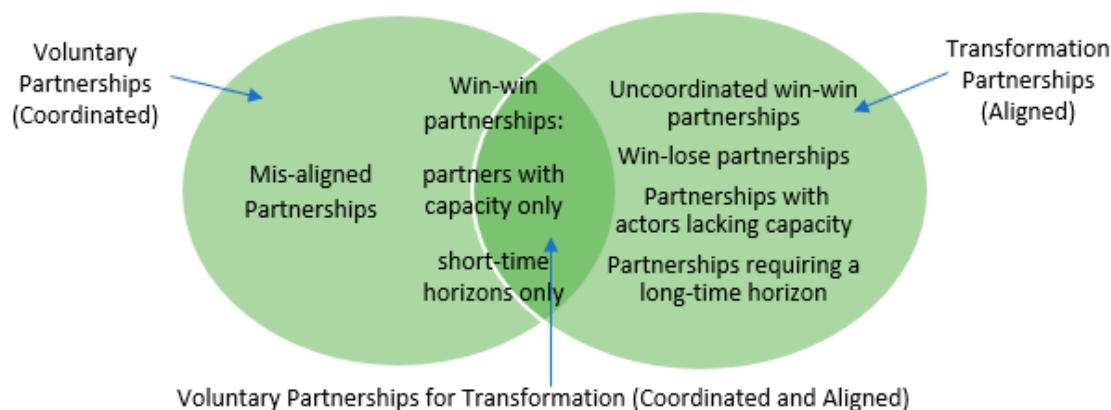 Voluntary
Partnerships
(Coordinated)
Mis-aligned
Partnerships
Win-win
partnerships:
partners with
capacity only
short-time
horizons only
Uncoordinated win-win
partnerships
Win-lose partnerships
Partnerships with
actors lacking capacity
Partnerships requiring a
long-time horizon
Transformation
Partnerships
(Aligned)
Voluntary Partnerships for Transformation (Coordinated and Aligned)